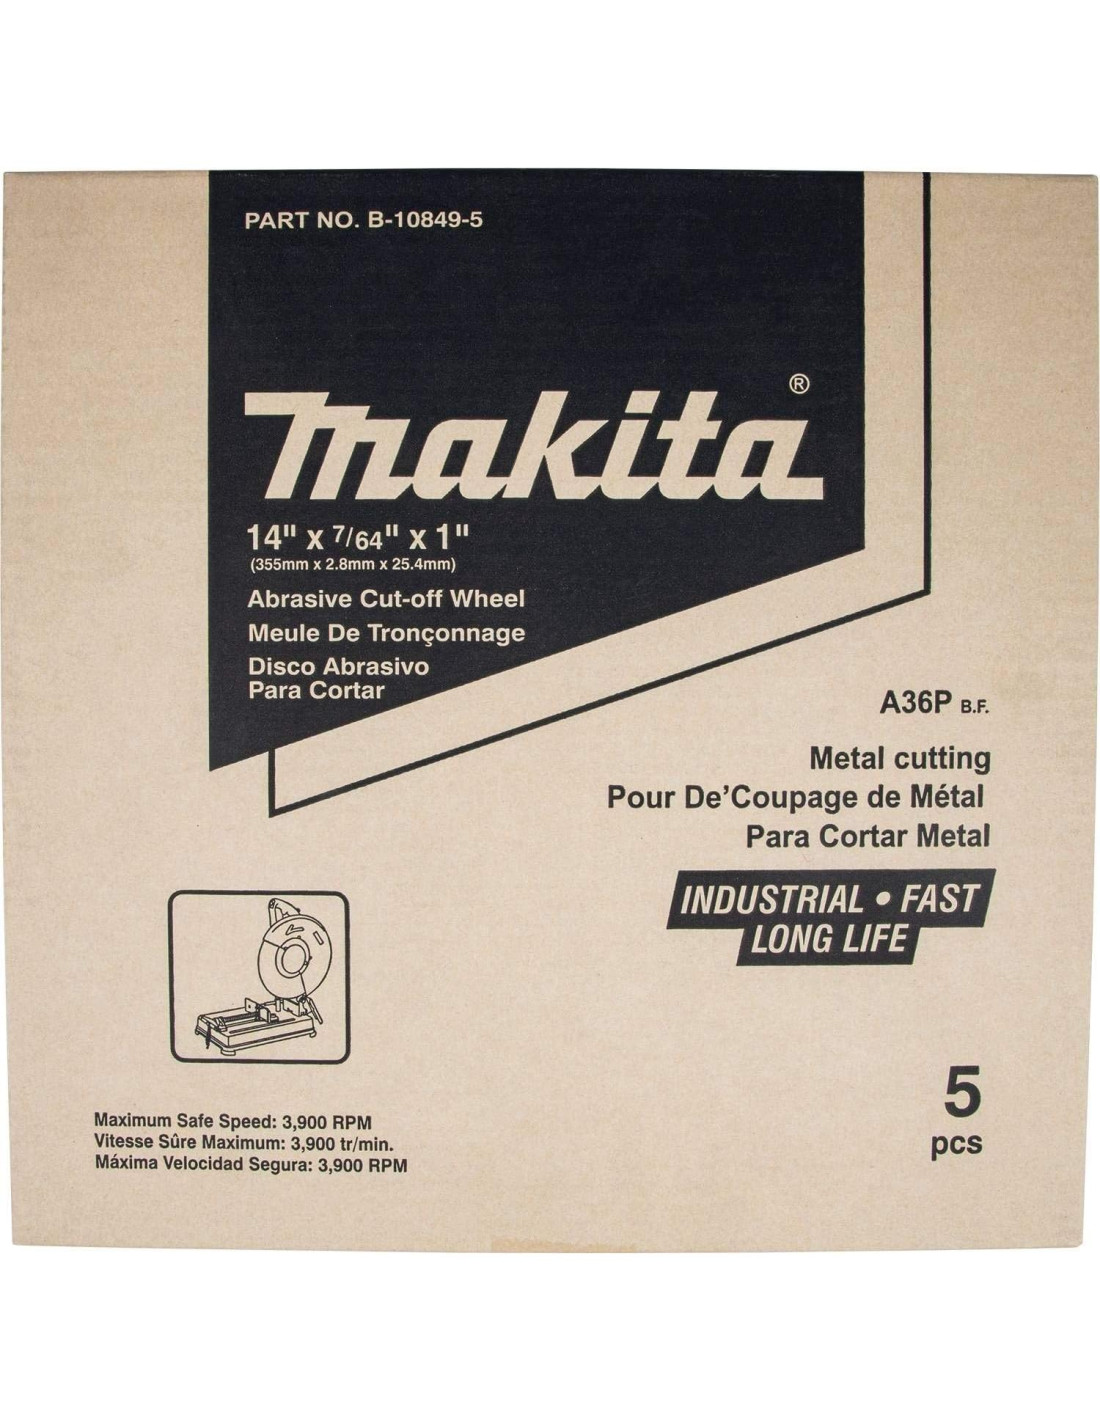 PART NO. B-10849-5
makita®
14" x 7/64" x 1"
(355mm x 2.8mm x 25.4mm)
Abrasive Cut-off Wheel
Meule De Tronçonnage
Disco Abrasivo
Para Cortar
A36P B.F.
Metal cutting
Pour De'Coupage de Métal
Para Cortar Metal
INDUSTRIAL • FAST
LONG LIFE
5
pcs
Maximum Safe Speed: 3,900 RPM
Vitesse Sûre Maximum: 3,900 tr/min.
Máxima Velocidad Segura: 3,900 RPM